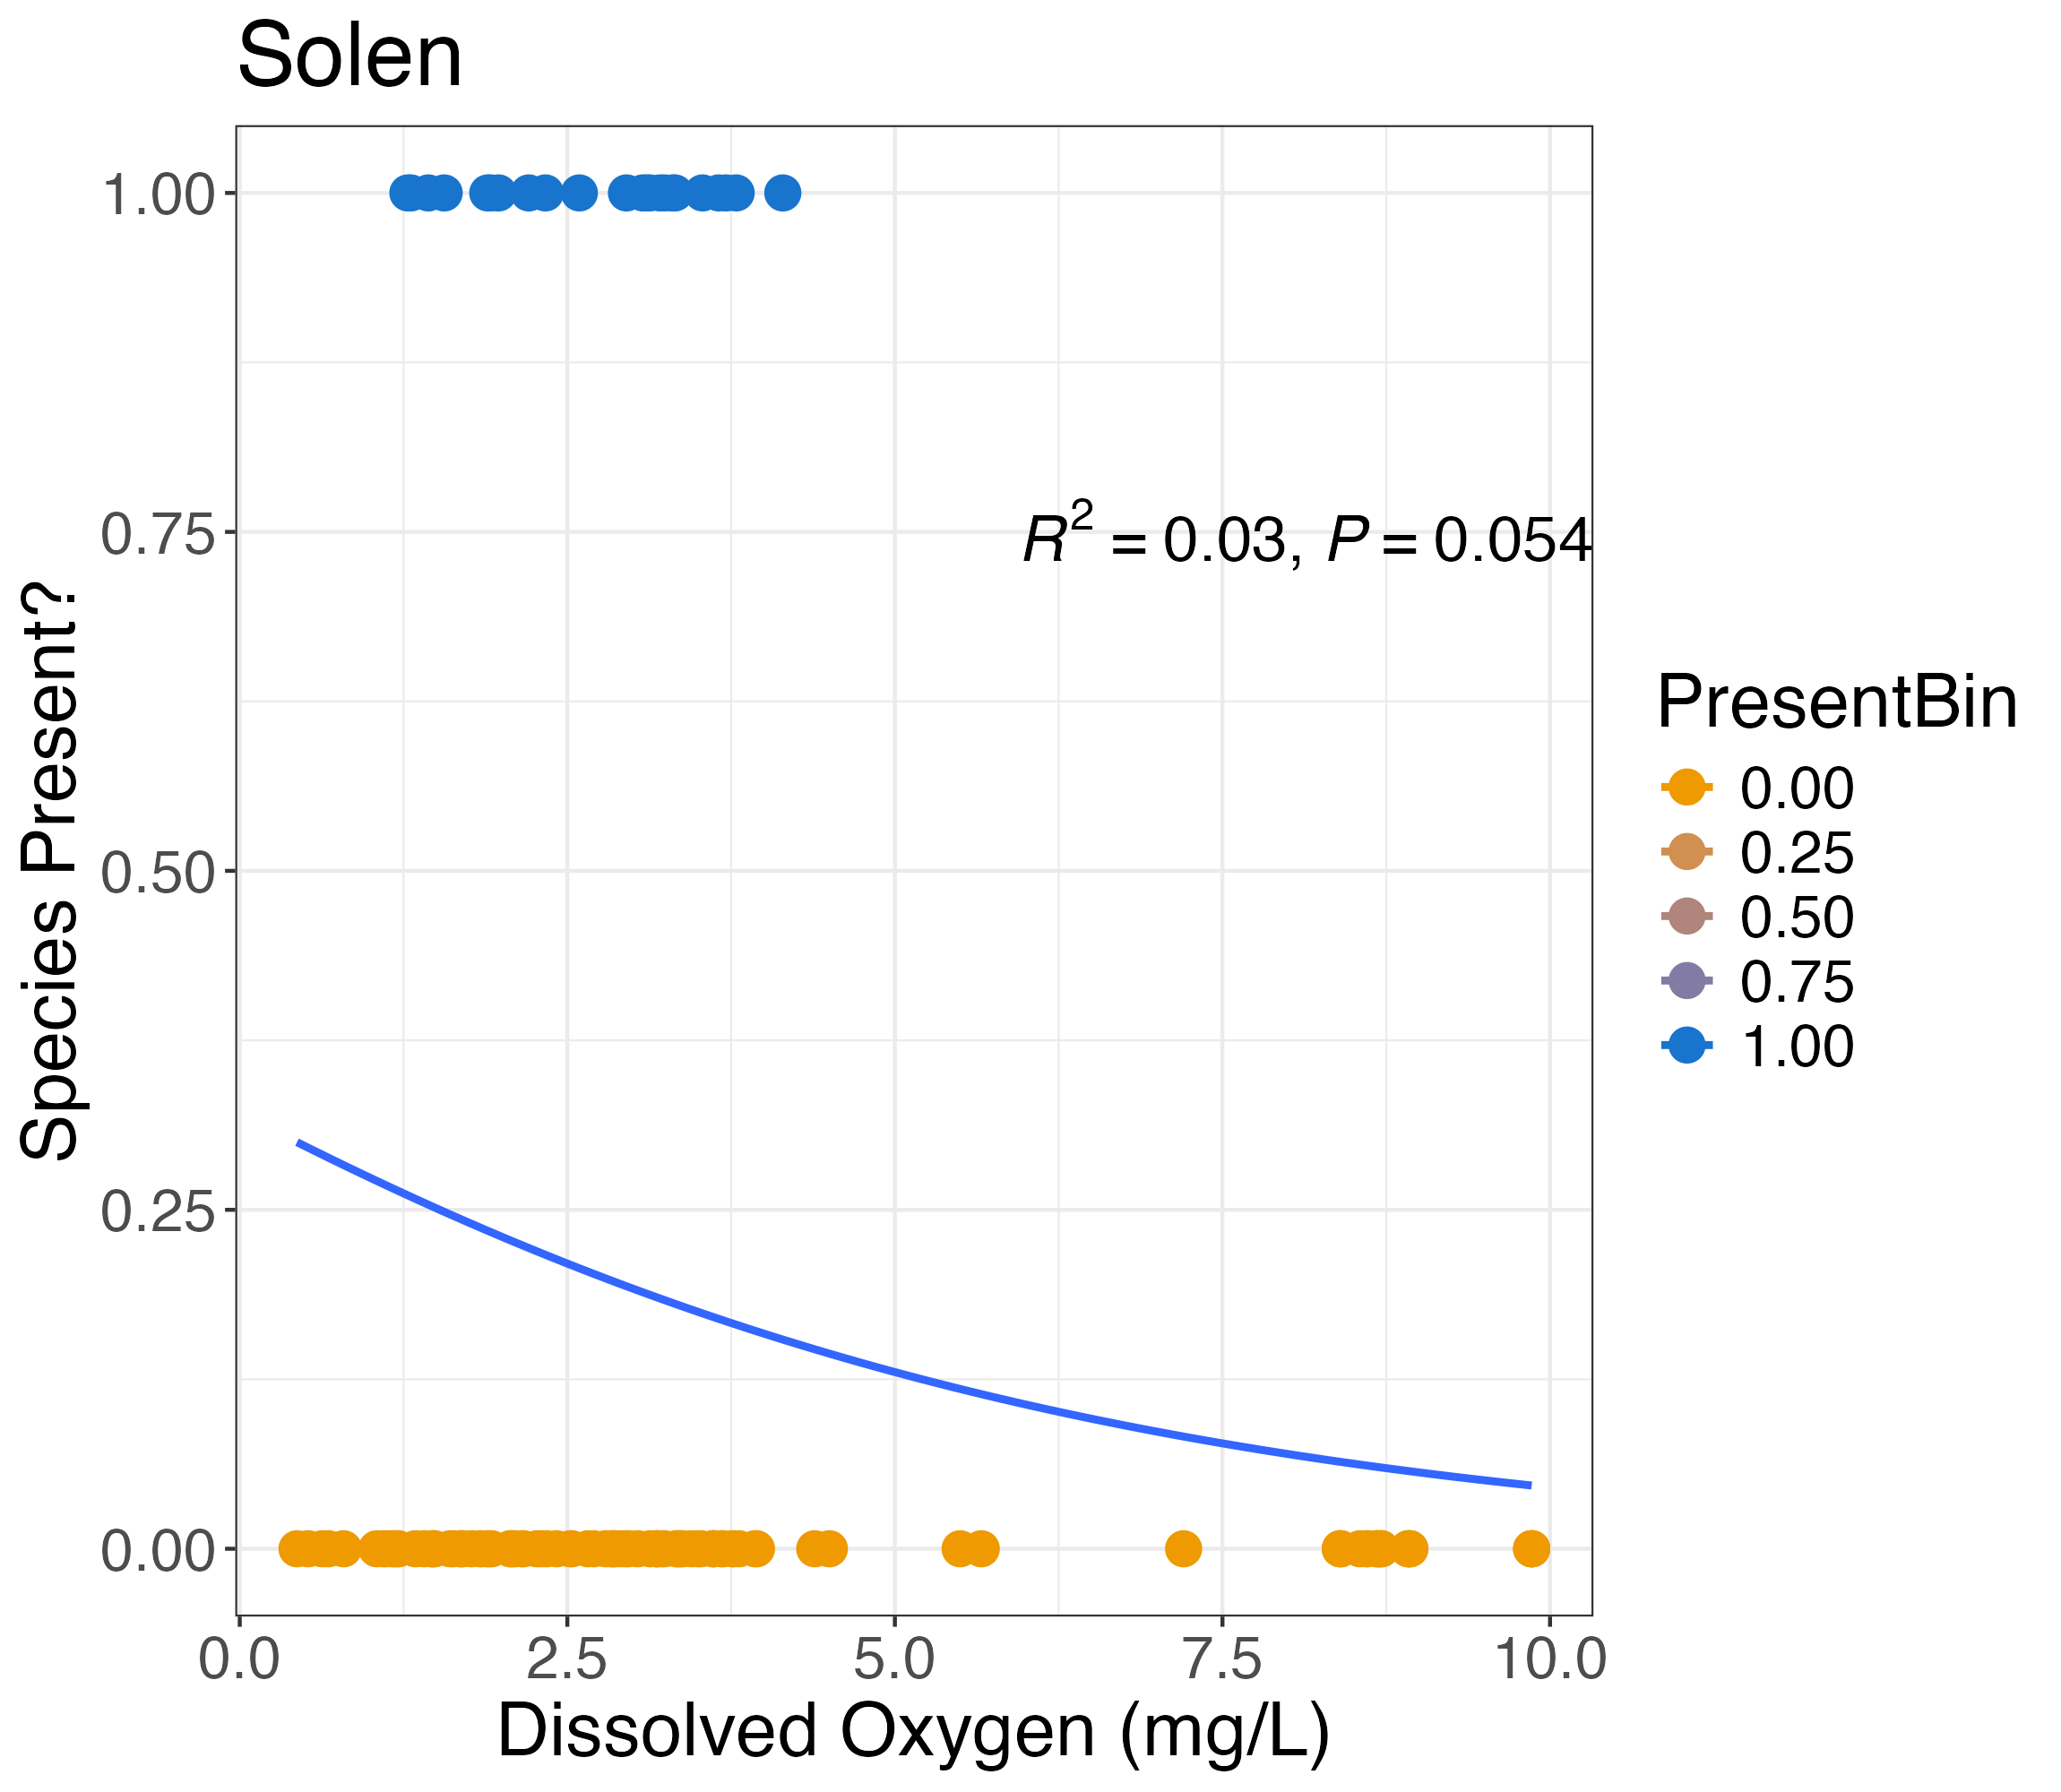 Solen
1.00
0.75
0.50
0.25
0.00
Species Present?
R² = 0.03, P = 0.054
0.0 2.5 5.0 7.5 10.0
Dissolved Oxygen (mg/L)
PresentBin
0.00
0.25
0.50
0.75
1.00